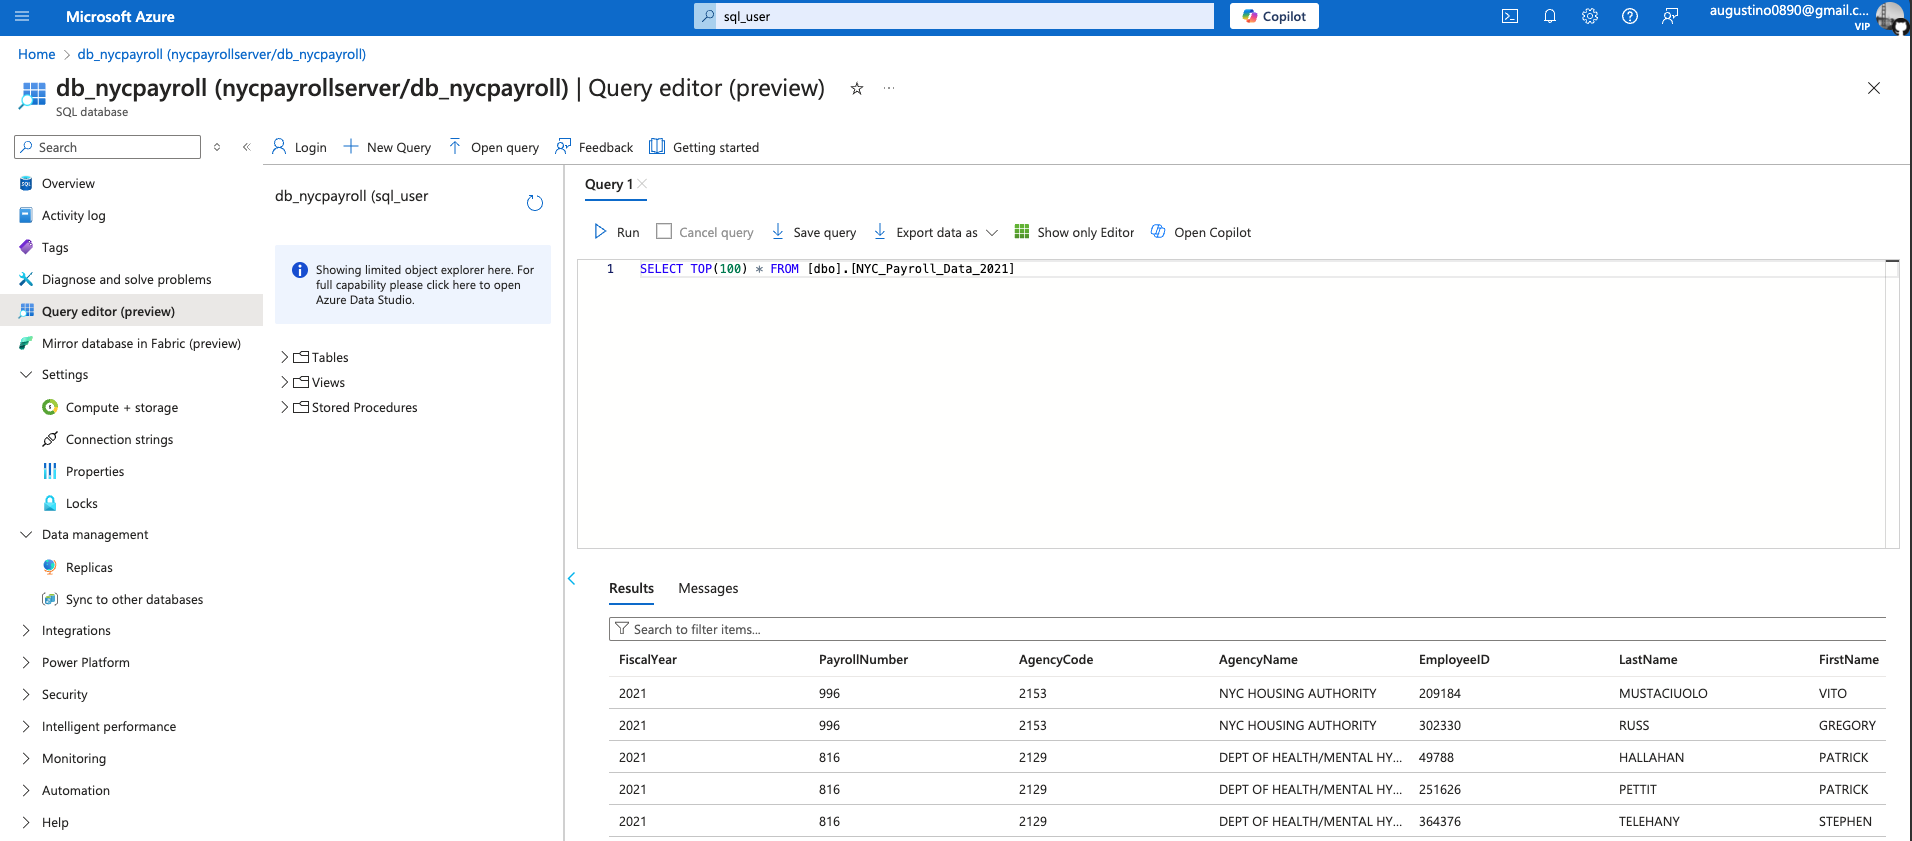 Microsoft Azure
sql_user
Copilot
augustino0890@gmail.c...
VIP
Home > db_nycpayroll (nycpayrollserver/db_nycpayroll)
db_nycpayroll (nycpayrollserver/db_nycpayroll) | Query editor (preview)
SQL database
Search
Login
New Query
Open query
Feedback
Getting started
Overview
Activity log
Tags
Diagnose and solve problems
Query editor (preview)
Mirror database in Fabric (preview)
Settings
Compute + storage
Connection strings
Properties
Locks
Data management
Replicas
Sync to other databases
Integrations
Power Platform
Security
Intelligent performance
Monitoring
Automation
Help
db_nycpayroll (sql_user
Showing limited object explorer here. For
full capability please click here to open
Azure Data Studio.
Tables
Views
Stored Procedures
Query 1
Run Cancel query Save query Export data as Show only Editor Open Copilot
1 SELECT TOP(100) * FROM [dbo].[NYC_Payroll_Data_2021]
Results Messages
Search to filter items...
FiscalYear PayrollNumber AgencyCode AgencyName EmployeeID LastName FirstName
2021 996 2153 NYC HOUSING AUTHORITY 209184 MUSTACIUOLO VITO
2021 996 2153 NYC HOUSING AUTHORITY 302330 RUSS GREGORY
2021 816 2129 DEPT OF HEALTH/MENTAL HY... 49788 HALLAHAN PATRICK
2021 816 2129 DEPT OF HEALTH/MENTAL HY... 251626 PETTIT PATRICK
2021 816 2129 DEPT OF HEALTH/MENTAL HY... 364376 TELEHANY STEPHEN